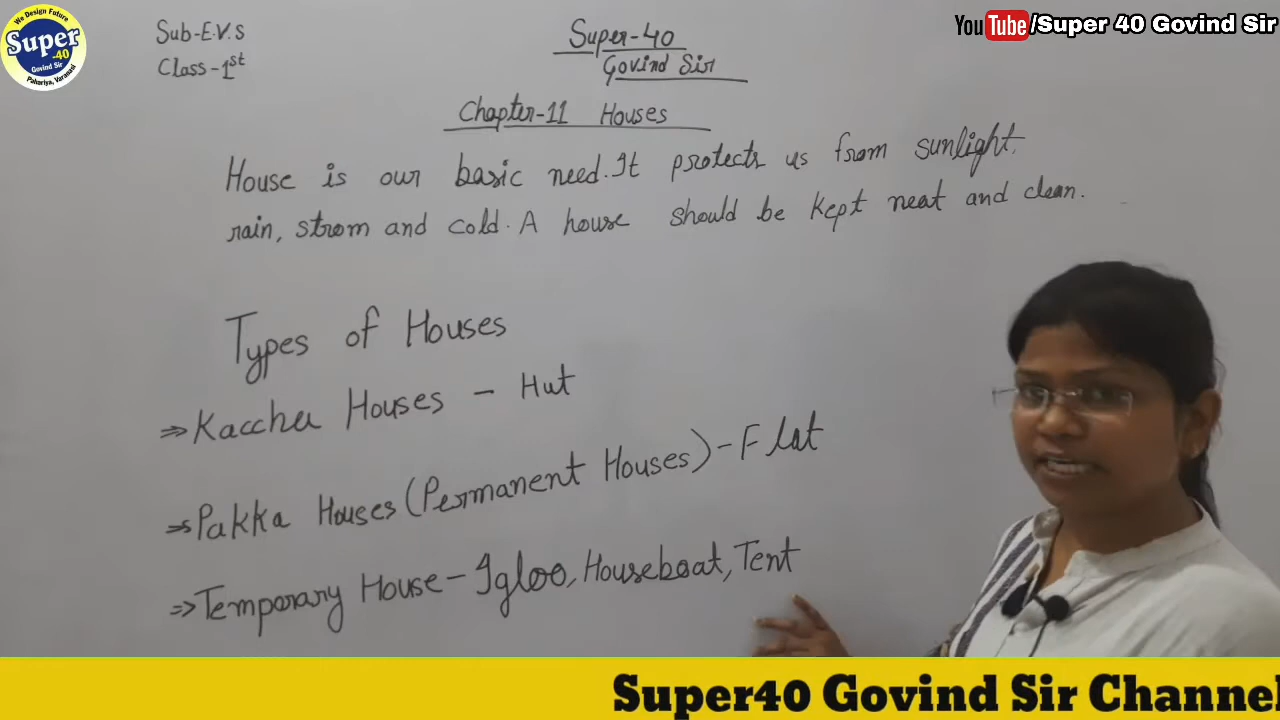 We Design Future
Super
-40
Govind Sir
Pahariya, Varanasi
Sub-E.V.S
Class-1st
Super-40
Govind Sir
YouTube/Super 40 Govind Sir
Chapter-11 Houses
House is our basic need. It protects us from sunlight.
rain, strom and cold. A house should be kept neat and clean.
Types of Houses
⇒ Kaccha Houses - Hut
⇒ Pakka Houses (Permanent Houses) - Flat
⇒ Temporary House - Igloo, Houseboat, Tent
Super40 Govind Sir Channel